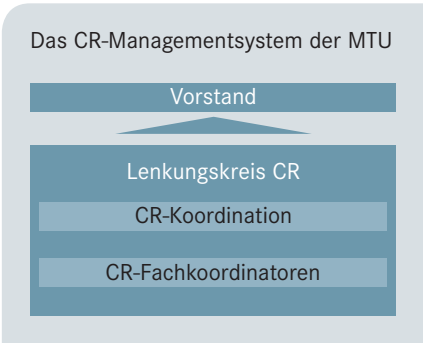 Das CR-Managementsystem der MTU
Vorstand
Lenkungskreis CR
CR-Koordination
CR-Fachkoordinatoren